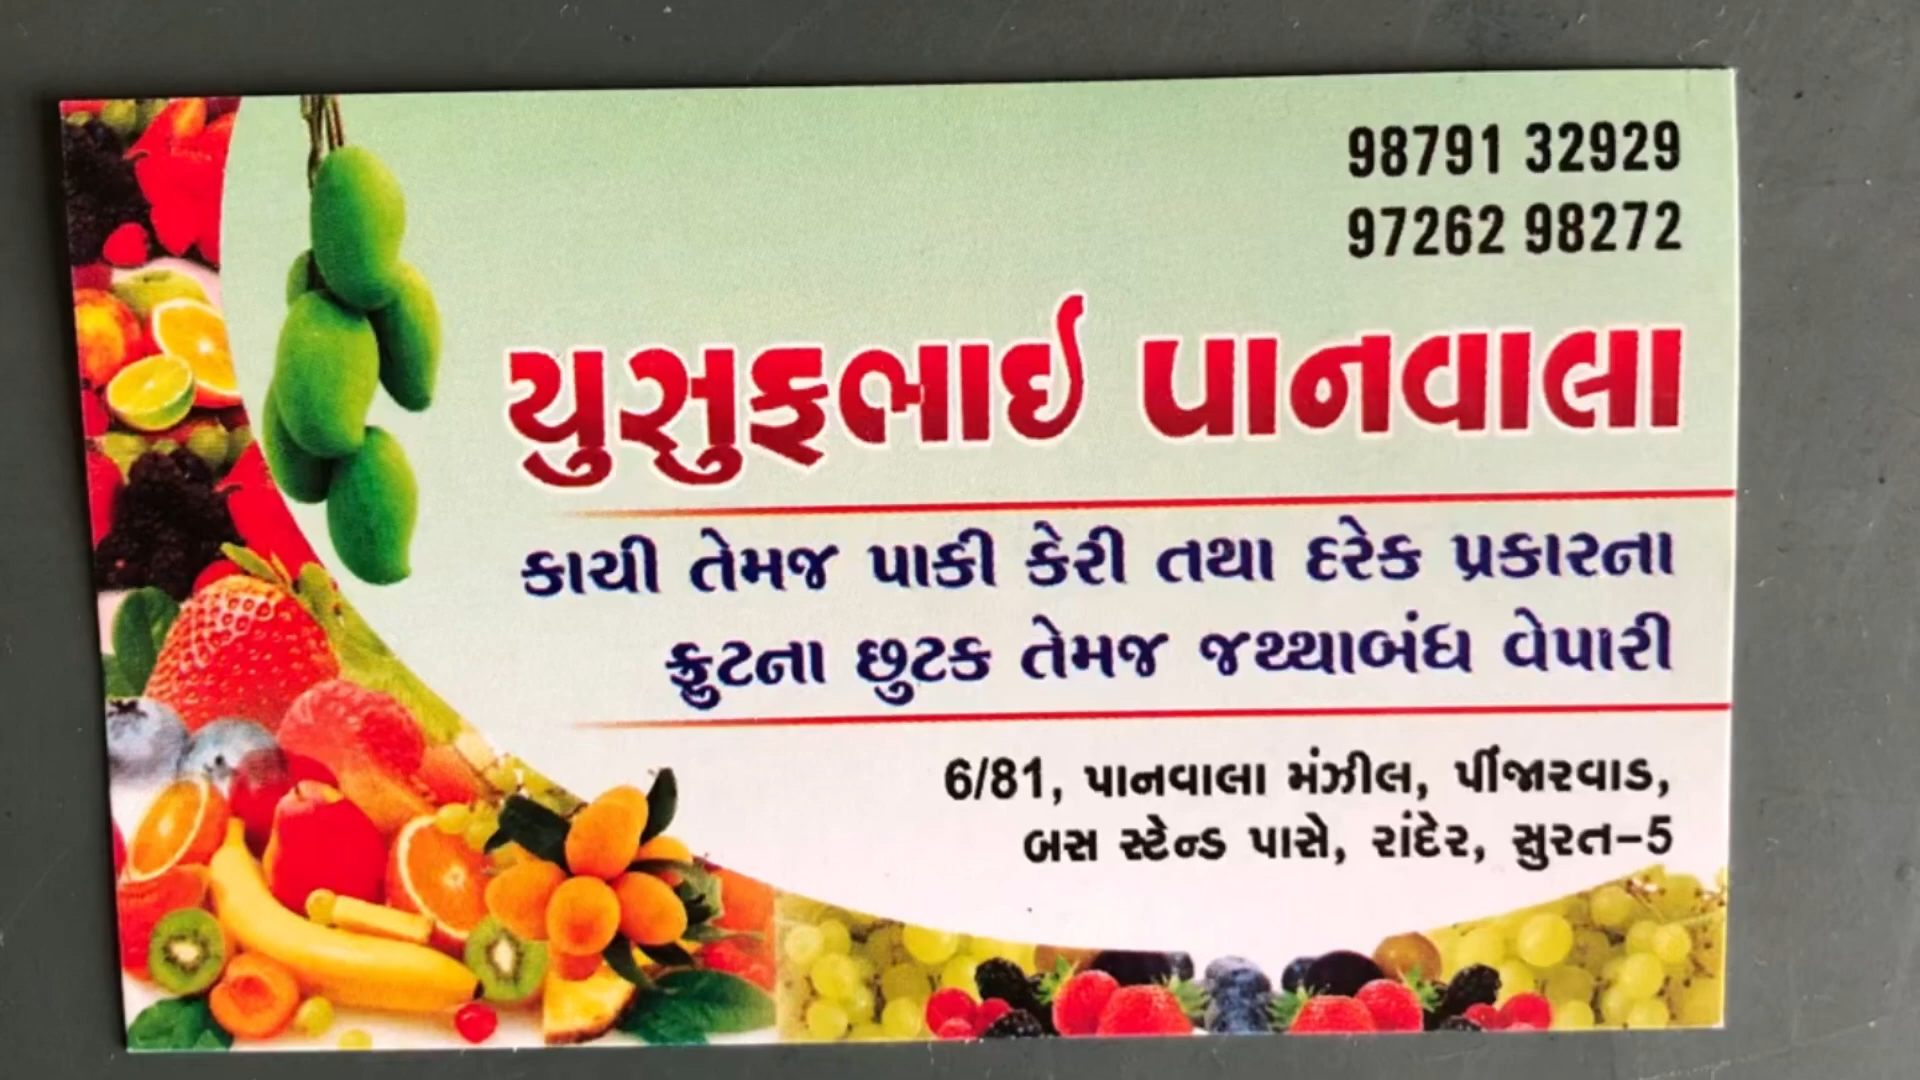 98791 32929
97262 98272
યુસુફભાઈ પાનવાલા
કાચી તેમજ પાકી કેરી તથા દરેક પ્રકારના
ફ્રુટના છુટક તેમજ જથ્થાબંધ વેપારી
6/81, પાનવાલા મંઝીલ, પીંજારવાડ,
બસ સ્ટેન્ડ પાસે, રાંદેર, સુરત-5